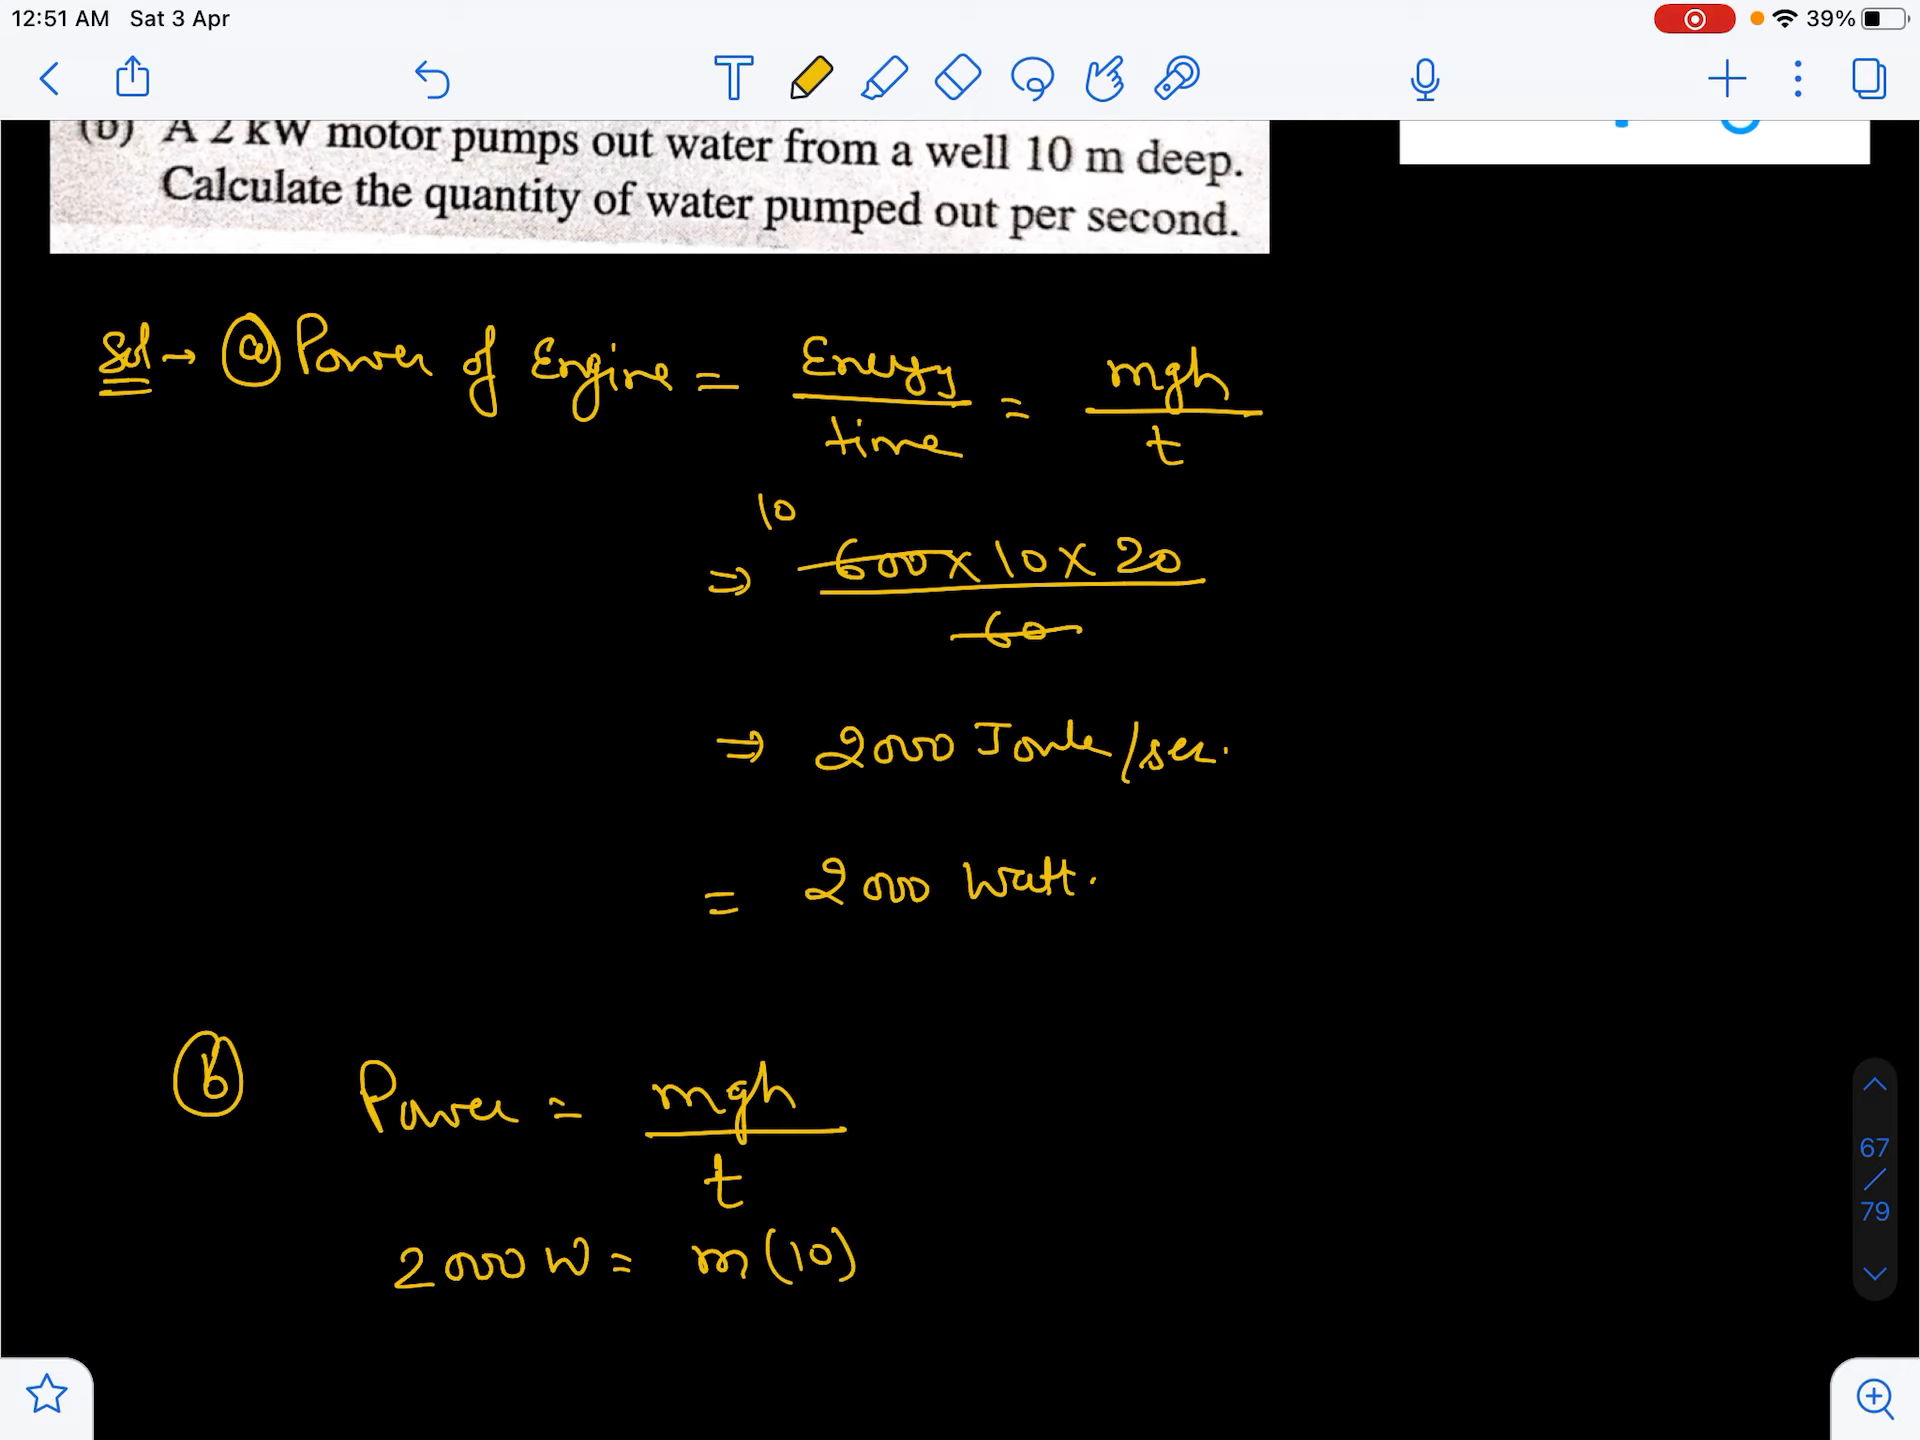 12:51 AM Sat 3 Apr 39%
(b) A 2 kW motor pumps out water from a well 10 m deep.
Calculate the quantity of water pumped out per second.
Sol → (a) Power of Engine = Energy / time = mgh / t
10
⇒ 600 x 10 x 20 / 60
⇒ 2000 Joule/sec.
= 2000 Watt.
(b) Power = mgh / t
2000 W = m(10)
67
/
79